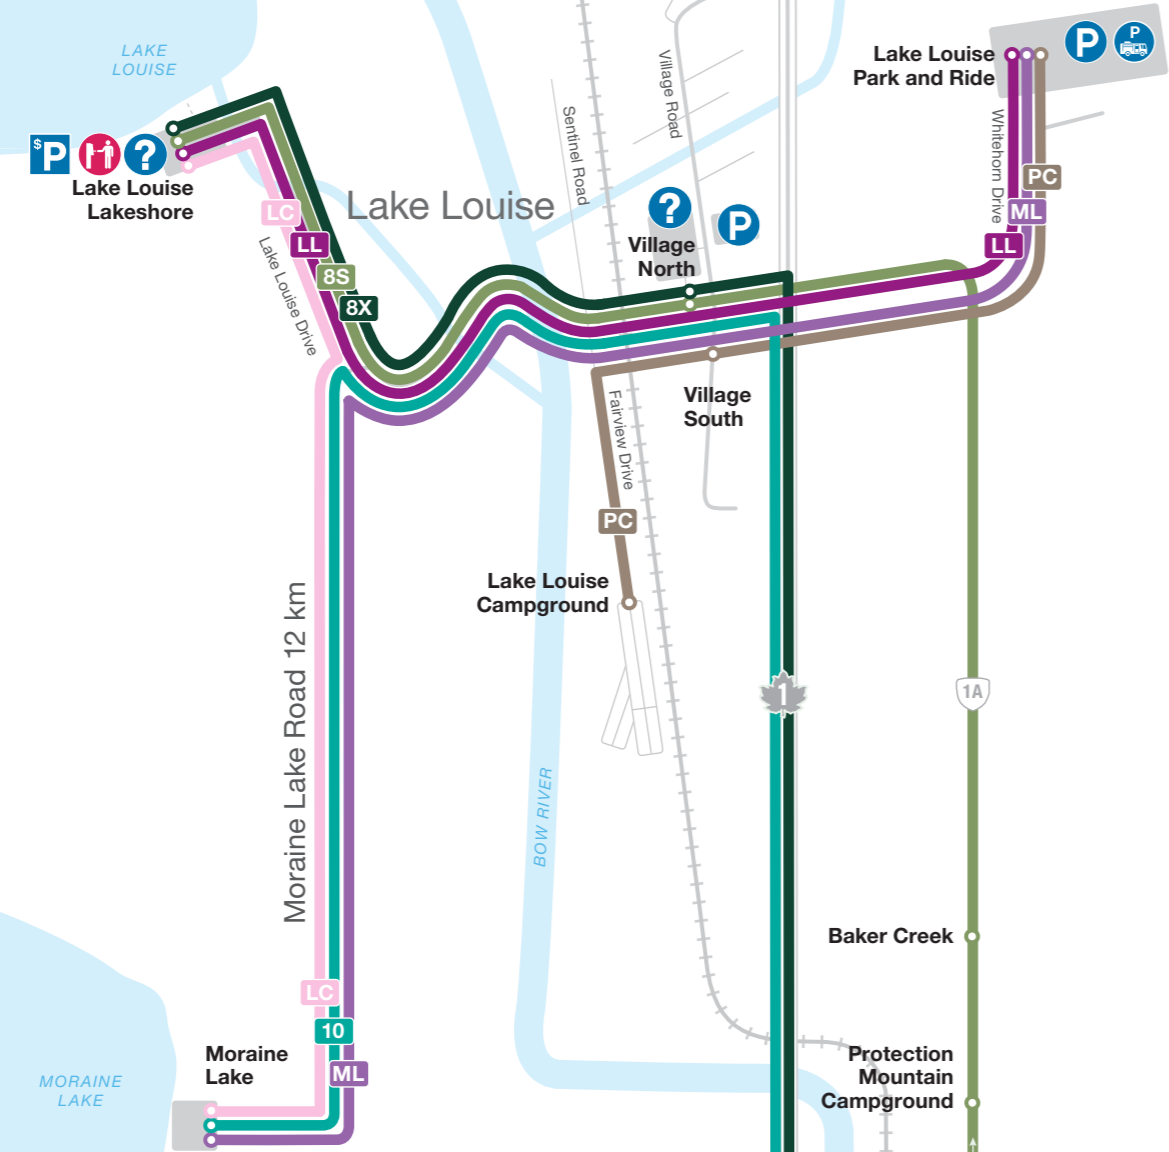 LAKE
LOUISE
$P
?
Lake Louise
Lakeshore
LC
LL
8S
8X
Lake Louise Drive
Lake Louise
Sentinel Road
Village Road
?
P
Village
North
Lake Louise
Park and Ride
P
P
Whitehorn Drive
PC
ML
LL
Village
South
Fairview Drive
PC
Lake Louise
Campground
Moraine Lake Road 12 km
BOW RIVER
1
1A
Baker Creek
LC
10
ML
Moraine
Lake
MORAINE
LAKE
Protection
Mountain
Campground